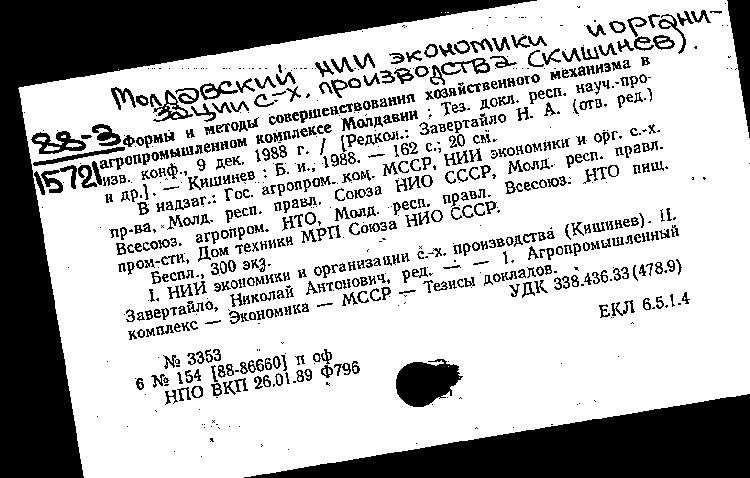 Молдавский НИИ экономики и органи-
зации с.-х. производства (Кишинев).
88-3
15721
Формы и методы совершенствования хозяйственного механизма в
агропромышленном комплексе Молдавии : Тез. докл. респ. науч.-про-
изв. конф., 9 дек. 1988 г. / [Редкол.: Завертайло Н. А. (отв. ред.)
и др.]. — Кишинев : Б. и., 1988. — 162 с.; 20 см.
В надзаг.: Гос. агропром. ком. МССР, НИИ экономики и орг. с.-х.
пр-ва, Молд. респ. правл. Союза НИО СССР, Молд. респ. правл.
Всесоюз. агропром. НТО, Молд. респ. правл. Всесоюз. НТО пищ.
пром-сти, Дом техники МРП Союза НИО СССР.
Беспл., 300 экз.
I. НИИ экономики и организации с.-х. производства (Кишинев). II.
Завертайло, Николай Антонович, ред. — — 1. Агропромышленный
комплекс — Экономика — МССР — Тезисы докладов.
УДК 338.436.33(478.9)
ЕКЛ 6.5.1.4
№ 3353
6 № 154 [88-86660] п оф
НПО ВКП 26.01.89 Ф796